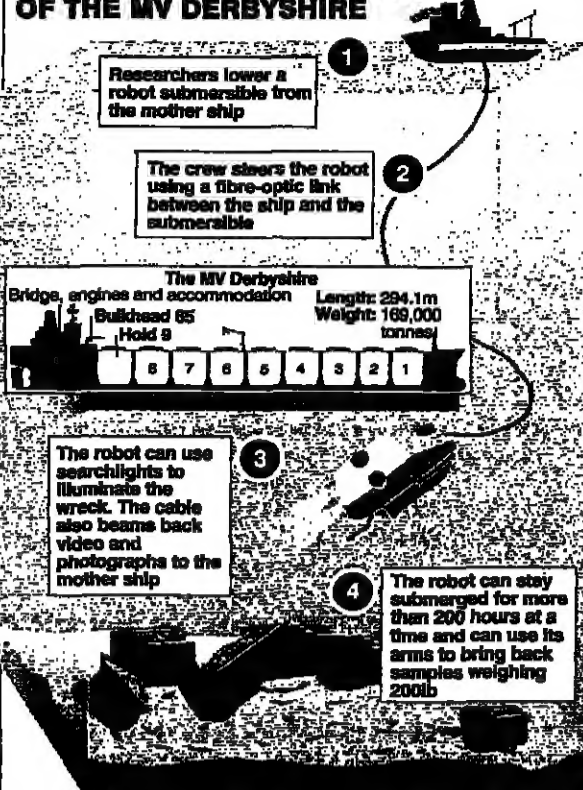 OF THE MV DERBYSHIRE
1
Researchers lower a
robot submersible from
the mother ship
2
The crew steers the robot
using a fibre-optic link
between the ship and the
submersible
The MV Derbyshire
Bridge, engines and accommodation
Bulkhead 65
Hold 9
Length: 294.1m
Weight: 169,000
tonnes
8 7 6 5 4 3 2 1
3
The robot can use
searchlights to
illuminate the
wreck. The cable
also beams back
video and
photographs to the
mother ship
4
The robot can stay
submerged for more
than 200 hours at a
time and can use its
arms to bring back
samples weighing
200lb